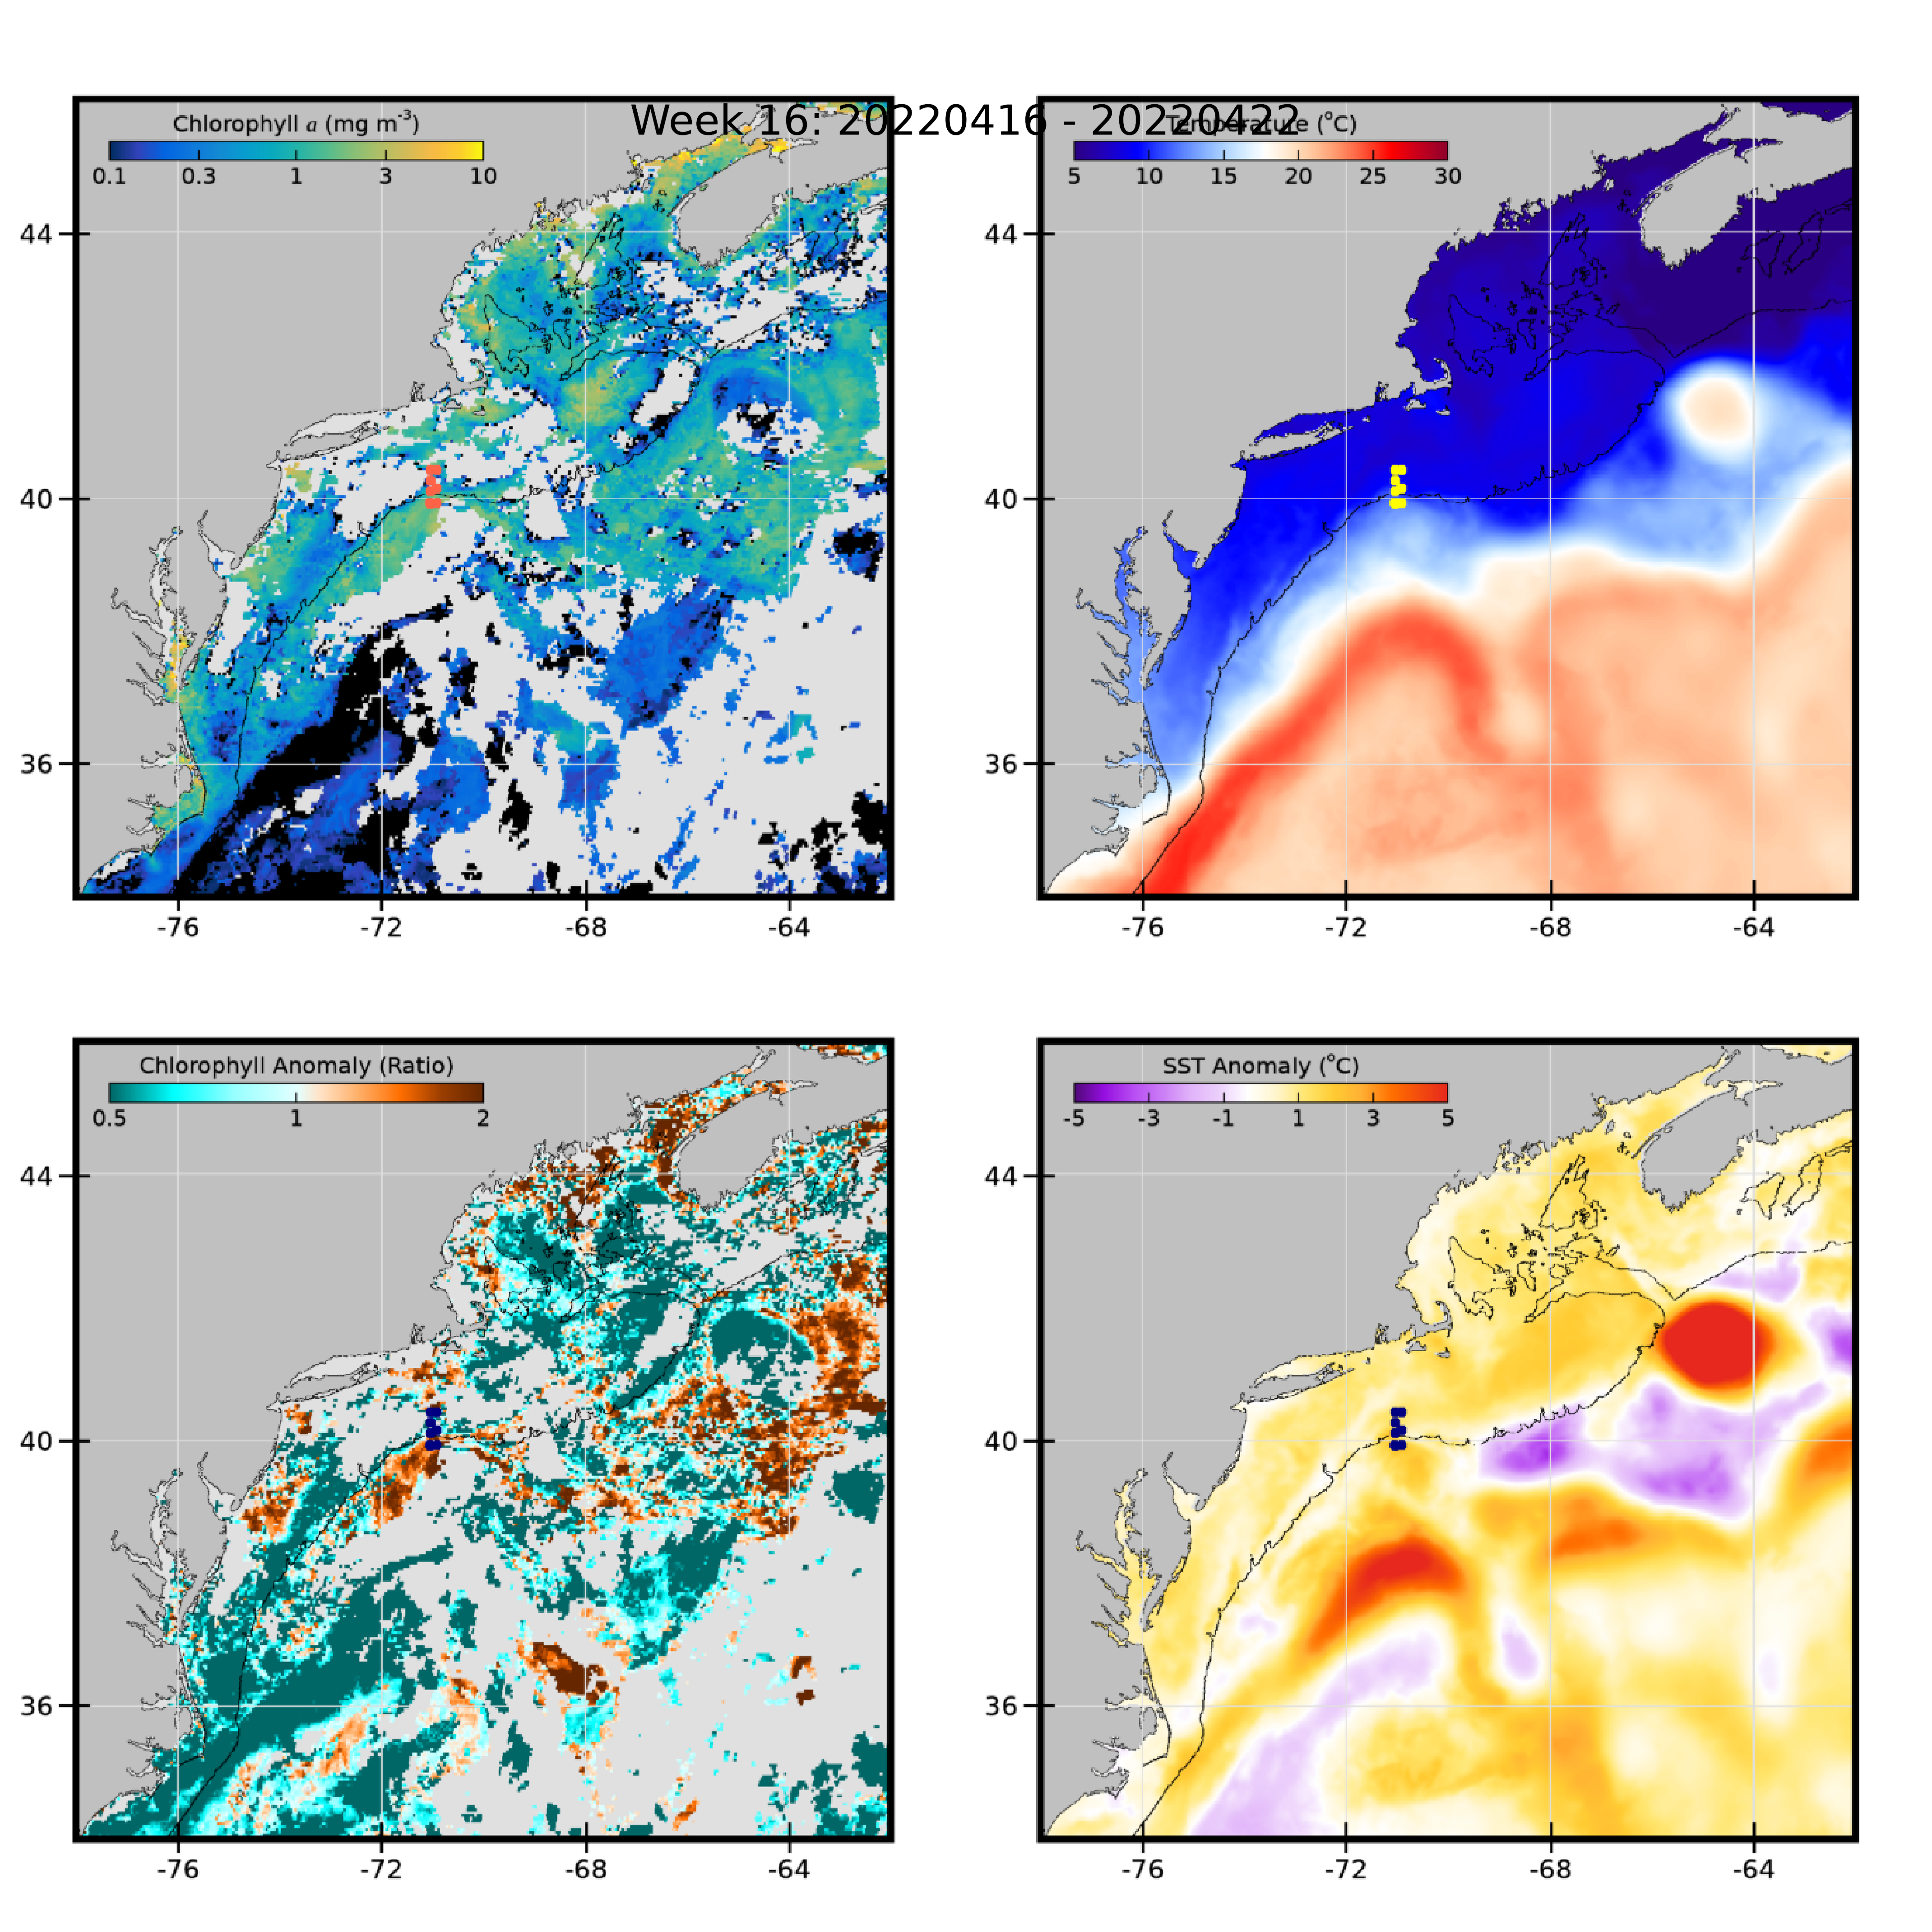 Week 16: 20220416 - 20220422
Chlorophyll a (mg m⁻³)
0.1 0.3 1 3 10
44
40
36
-76 -72 -68 -64
Temperature (°C)
5 10 15 20 25 30
44
40
36
-76 -72 -68 -64
Chlorophyll Anomaly (Ratio)
0.5 1 2
44
40
36
-76 -72 -68 -64
SST Anomaly (°C)
-5 -3 -1 1 3 5
44
40
36
-76 -72 -68 -64